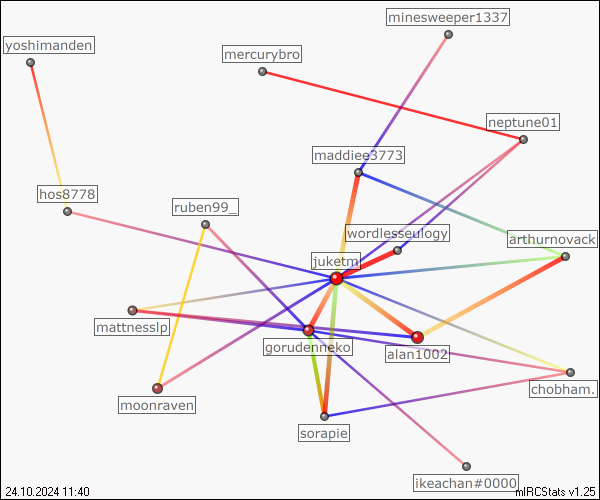 minesweeper1337
yoshimanden
mercurybro
neptune01
maddiee3773
hos8778
ruben99_
wordlesseulogy
arthurnovack
juketm
mattnesslp
gorudenneko
alan1002
chobham.
moonraven
sorapie
ikeachan#0000
24.10.2024 11:40
mIRCStats v1.25